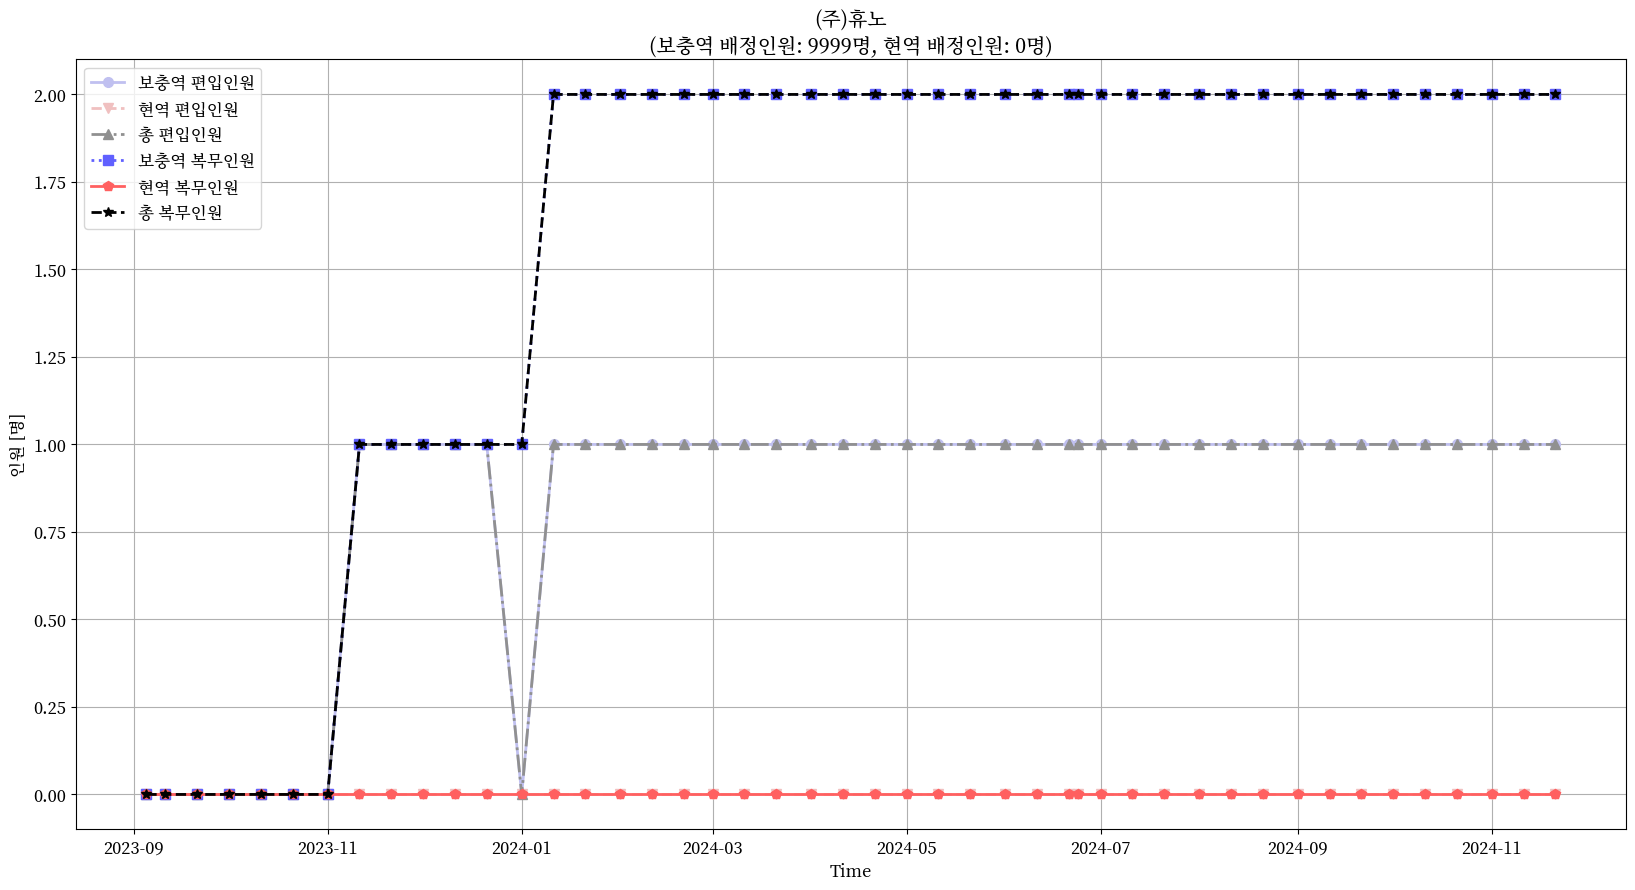 (주)휴노
(보충역 배정인원: 9999명, 현역 배정인원: 0명)
보충역 편입인원
현역 편입인원
총 편입인원
보충역 복무인원
현역 복무인원
총 복무인원
2.00
1.75
1.50
1.25
1.00
0.75
0.50
0.25
0.00
인원 [명]
2023-09
2023-11
2024-01
2024-03
2024-05
2024-07
2024-09
2024-11
Time